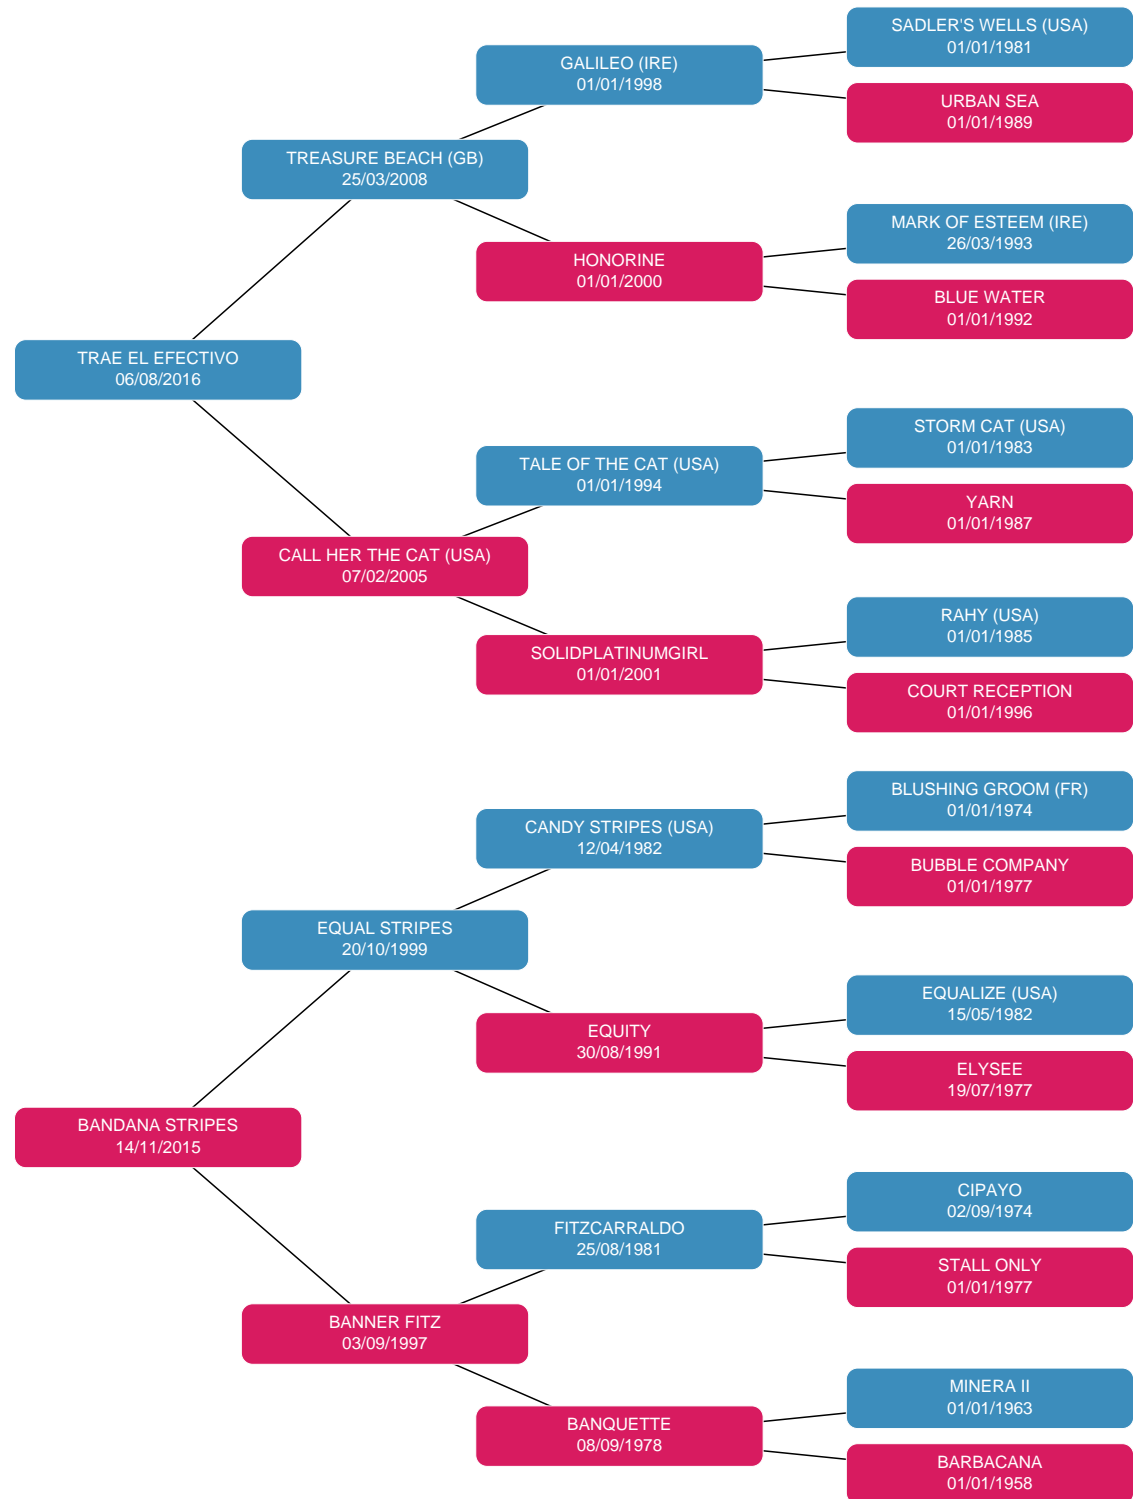 SADLER'S WELLS (USA)
01/01/1981
GALILEO (IRE)
01/01/1998
URBAN SEA
01/01/1989
TREASURE BEACH (GB)
25/03/2008
MARK OF ESTEEM (IRE)
26/03/1993
HONORINE
01/01/2000
BLUE WATER
01/01/1992
TRAE EL EFECTIVO
06/08/2016
STORM CAT (USA)
01/01/1983
TALE OF THE CAT (USA)
01/01/1994
YARN
01/01/1987
CALL HER THE CAT (USA)
07/02/2005
RAHY (USA)
01/01/1985
SOLIDPLATINUMGIRL
01/01/2001
COURT RECEPTION
01/01/1996
BLUSHING GROOM (FR)
01/01/1974
CANDY STRIPES (USA)
12/04/1982
BUBBLE COMPANY
01/01/1977
EQUAL STRIPES
20/10/1999
EQUALIZE (USA)
15/05/1982
EQUITY
30/08/1991
ELYSEE
19/07/1977
BANDANA STRIPES
14/11/2015
CIPAYO
02/09/1974
FITZCARRALDO
25/08/1981
STALL ONLY
01/01/1977
BANNER FITZ
03/09/1997
MINERA II
01/01/1963
BANQUETTE
08/09/1978
BARBACANA
01/01/1958